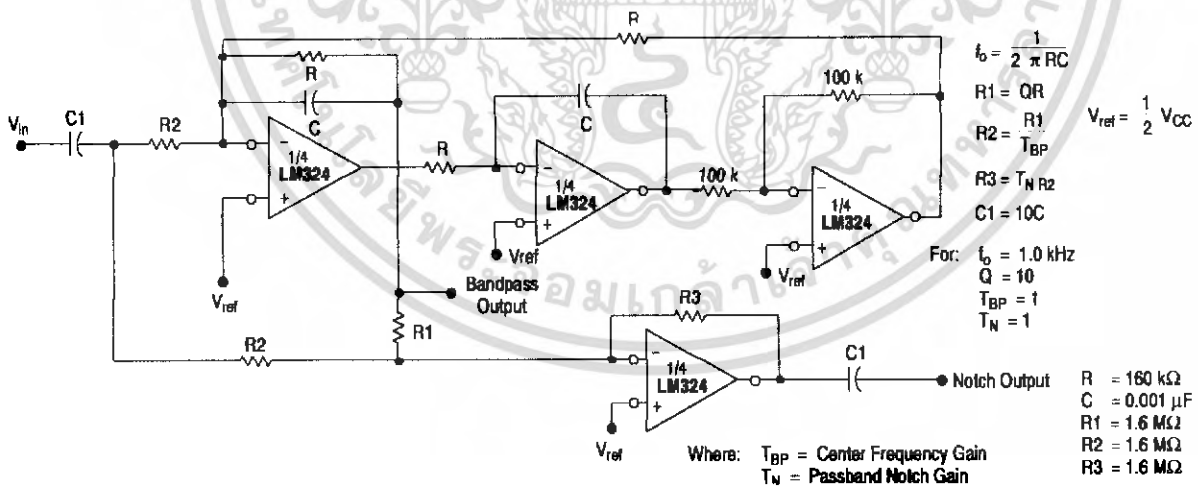 R
R
C
C
100 k
V_in
C1
R2
1/4
LM324
R
1/4
LM324
100 k
1/4
LM324
V_ref
Vref
V_ref
Bandpass
Output
R1
R2
R3
1/4
LM324
V_ref
C1
Notch Output
f_o = 1 / 2 π RC
R1 = QR
R2 = R1 / T_BP
R3 = T_N R2
C1 = 10C
V_ref = 1/2 V_CC
For: f_o = 1.0 kHz
Q = 10
T_BP = 1
T_N = 1
R = 160 kΩ
C = 0.001 µF
R1 = 1.6 MΩ
R2 = 1.6 MΩ
R3 = 1.6 MΩ
Where: T_BP = Center Frequency Gain
T_N = Passband Notch Gain